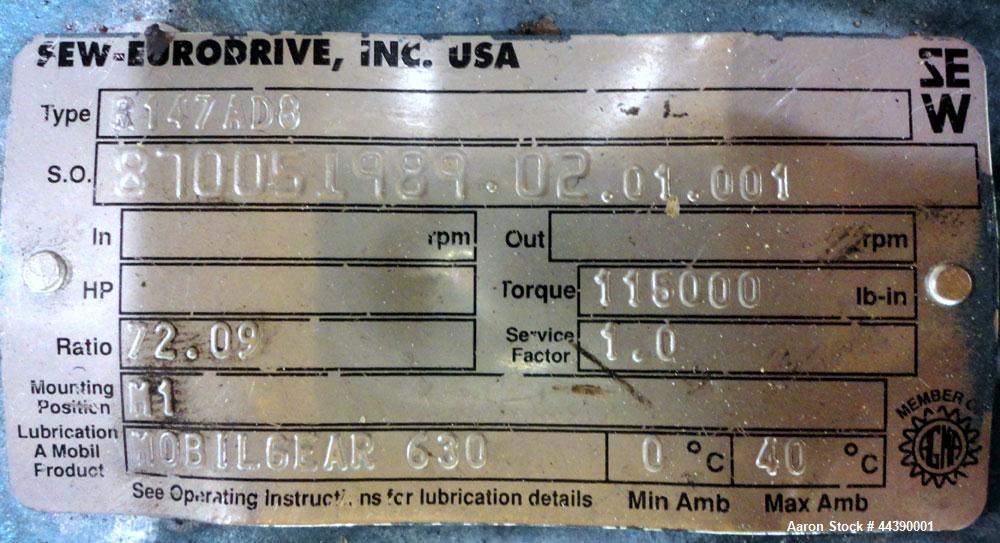 SEW-EURODRIVE, INC. USA
SEW
Type R147AD8
S.O. 870051989.02.01.001
In rpm Out rpm
HP Torque 115000 lb-in
Ratio 72.09 Service Factor 1.0
Mounting Position M1
Lubrication A Mobil Product MOBILGEAR 630 0 °C 40 °C
See Operating Instructions for lubrication details Min Amb Max Amb
MEMBER OF
AGMA
Aaron Stock # 44390001